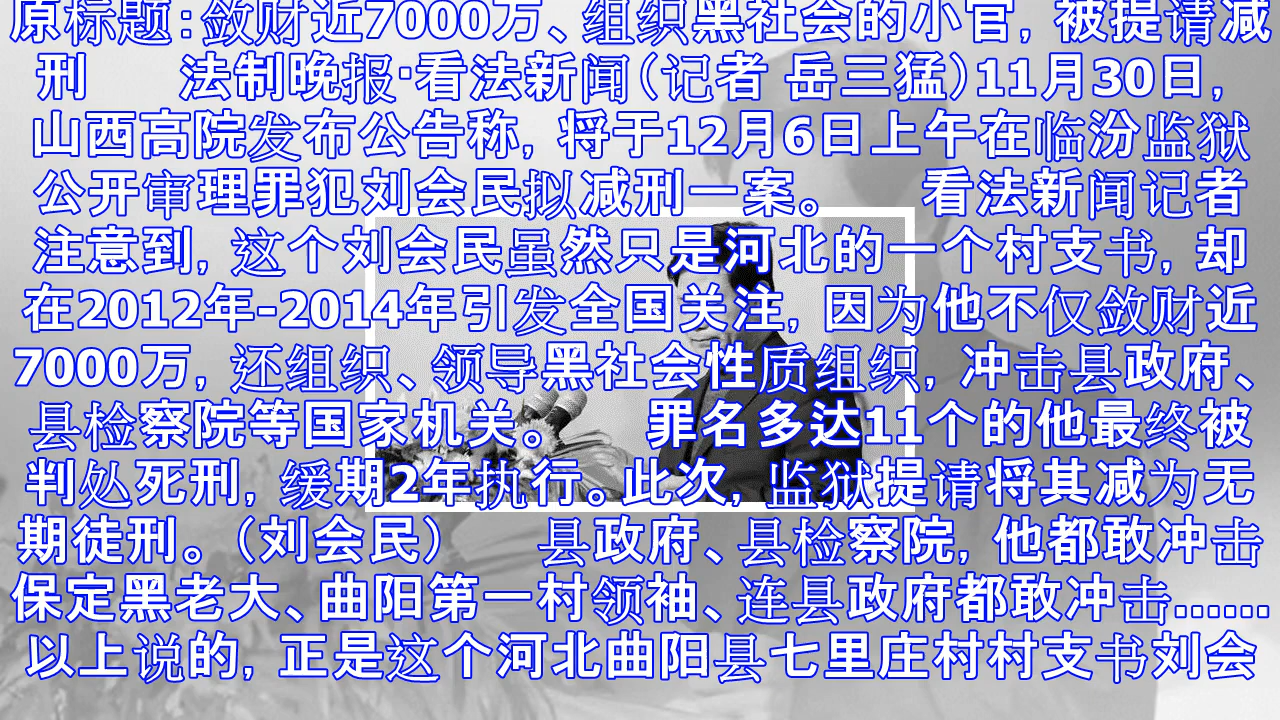 原标题：敛财近7000万、组织黑社会的小官，被提请减
刑　　法制晚报·看法新闻（记者 岳三猛）11月30日，
山西高院发布公告称，将于12月6日上午在临汾监狱
公开审理罪犯刘会民拟减刑一案。　　看法新闻记者
注意到，这个刘会民虽然只是河北的一个村支书，却
在2012年-2014年引发全国关注，因为他不仅敛财近
7000万，还组织、领导黑社会性质组织，冲击县政府、
县检察院等国家机关。　　罪名多达11个的他最终被
判处死刑，缓期2年执行。此次，监狱提请将其减为无
期徒刑。（刘会民）　　县政府、县检察院，他都敢冲击
保定黑老大、曲阳第一村领袖、连县政府都敢冲击……
以上说的，正是这个河北曲阳县七里庄村村支书刘会